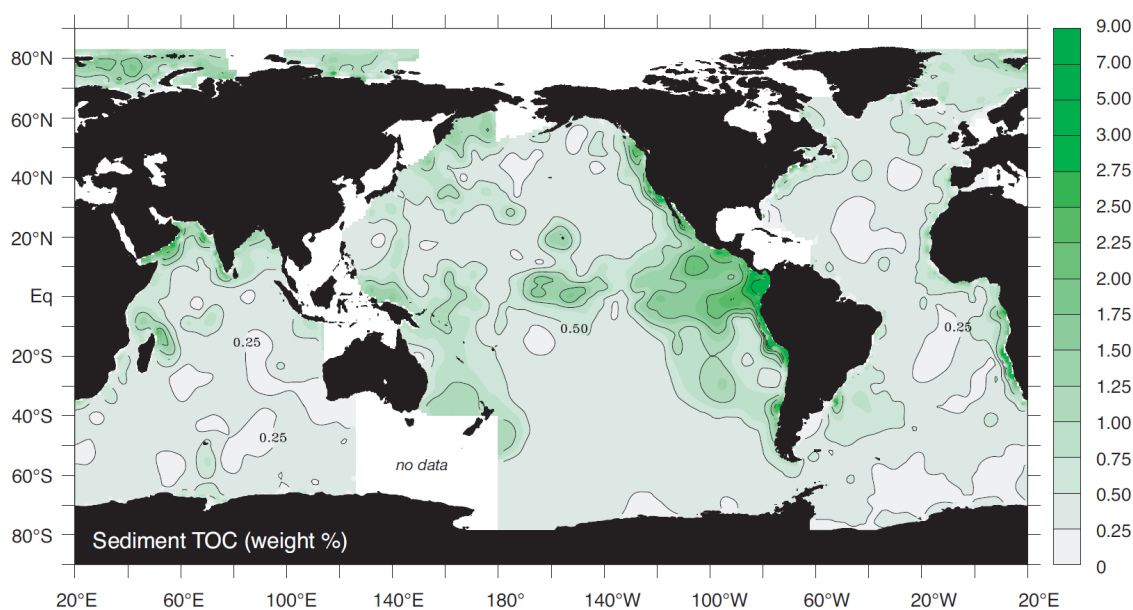 80°N
60°N
40°N
20°N
Eq
20°S
40°S
60°S
80°S
0.50
0.25
0.25
0.25
no data
Sediment TOC (weight %)
20°E
60°E
100°E
140°E
180°
140°W
100°W
60°W
20°W
20°E
9.00
7.00
5.00
3.00
2.75
2.50
2.25
2.00
1.75
1.50
1.25
1.00
0.75
0.50
0.25
0